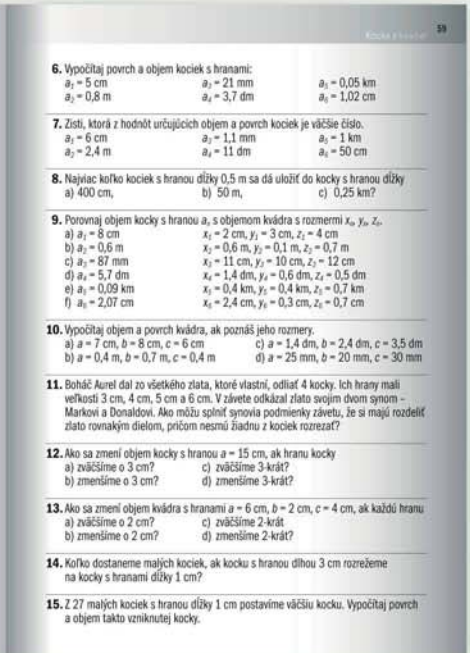 59
Kocka a kváder
6. Vypočítaj povrch a objem kociek s hranami:
a₁ = 5 cm a₃ = 21 mm a₅ = 0,05 km
a₂ = 0,8 m a₄ = 3,7 dm a₆ = 1,02 cm
7. Zisti, ktorá z hodnôt určujúcich objem a povrch kociek je väčšie číslo.
a₁ = 6 cm a₃ = 1,1 mm a₅ = 1 km
a₂ = 2,4 m a₄ = 11 dm a₆ = 50 cm
8. Najviac koľko kociek s hranou dĺžky 0,5 m sa dá uložiť do kocky s hranou dĺžky
a) 400 cm, b) 50 m, c) 0,25 km?
9. Porovnaj objem kocky s hranou aₙ s objemom kvádra s rozmermi xₙ, yₙ, zₙ.
a) a₁ = 8 cm x₁ = 2 cm, y₁ = 3 cm, z₁ = 4 cm
b) a₂ = 0,6 m x₂ = 0,6 m, y₂ = 0,1 m, z₂ = 0,7 m
c) a₃ = 87 mm x₃ = 11 cm, y₃ = 10 cm, z₃ = 12 cm
d) a₄ = 5,7 dm x₄ = 1,4 dm, y₄ = 0,6 dm, z₄ = 0,5 dm
e) a₅ = 0,09 km x₅ = 0,4 km, y₅ = 0,4 km, z₅ = 0,7 km
f) a₆ = 2,07 cm x₆ = 2,4 cm, y₆ = 0,3 cm, z₆ = 0,7 cm
10. Vypočítaj objem a povrch kvádra, ak poznáš jeho rozmery.
a) a = 7 cm, b = 8 cm, c = 6 cm c) a = 1,4 dm, b = 2,4 dm, c = 3,5 dm
b) a = 0,4 m, b = 0,7 m, c = 0,4 m d) a = 25 mm, b = 20 mm, c = 30 mm
11. Boháč Aurel dal zo všetkého zlata, ktoré vlastní, odliať 4 kocky. Ich hrany mali
veľkosti 3 cm, 4 cm, 5 cm a 6 cm. V závete odkázal zlato svojim dvom synom –
Markovi a Donaldovi. Ako môžu splniť synovia podmienky závetu, že si majú rozdeliť
zlato rovnakým dielom, pričom nesmú žiadnu z kociek rozrezať?
12. Ako sa zmení objem kocky s hranou a = 15 cm, ak hranu kocky
a) zväčšíme o 3 cm? c) zväčšíme 3-krát?
b) zmenšíme o 3 cm? d) zmenšíme 3-krát?
13. Ako sa zmení objem kvádra s hranami a = 6 cm, b = 2 cm, c = 4 cm, ak každú hranu
a) zväčšíme o 2 cm? c) zväčšíme 2-krát
b) zmenšíme o 2 cm? d) zmenšíme 2-krát?
14. Koľko dostaneme malých kociek, ak kocku s hranou dlhou 3 cm rozrežeme
na kocky s hranami dĺžky 1 cm?
15. Z 27 malých kociek s hranou dĺžky 1 cm postavíme väčšiu kocku. Vypočítaj povrch
a objem takto vzniknutej kocky.